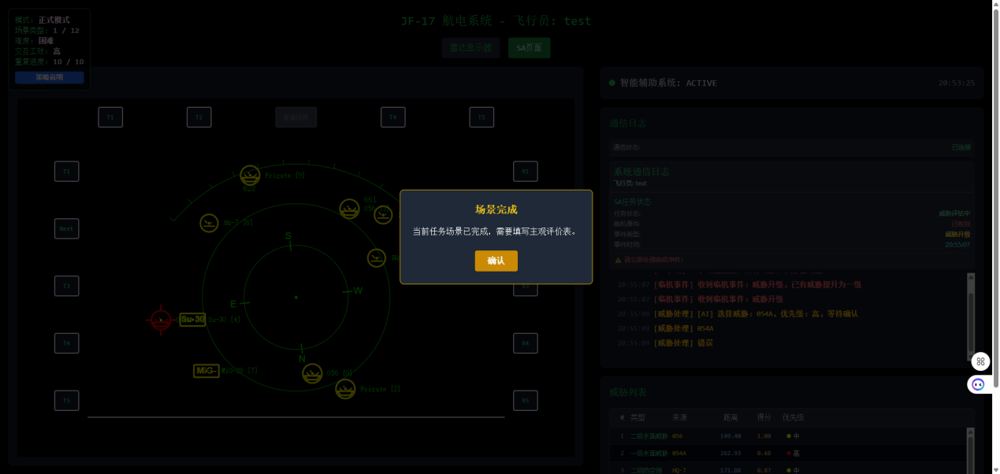 模式: 正式模式
场景类型: 1 / 12
难度: 困难
交互工效: 高
重复进度: 10 / 10
策略说明
JF-17 航电系统 - 飞行员: test
雷达显示器
SA页面
T1
T2
T4
T5
T1
Next
T3
T4
T5
R1
R3
R4
R5
Frigate [9]
HQ-7 [6]
661
S
W
E
N
Su-30
Su-30 [4]
MiG-
MiG-29 [7]
Frigate [2]
场景完成
当前任务场景已完成，需要填写主观评价表。
确认
智能辅助系统: ACTIVE
20:53:25
通信日志
通信状态:
已连接
系统通信日志
飞行员: test
SA任务状态
任务状态:
威胁评估中
临机事件:
已收到
事件类型:
威胁升级
事件时间:
20:55:07
请立即处理临机事件!
20:55:07 [临机事件] 收到临机事件: 威胁升级, 已有威胁提升为一级
20:55:07 [临机事件] 收到临机事件: 威胁升级
20:55:08 [威胁处理] [AI] 选择威胁: 054A, 优先级: 高, 等待确认
20:55:09 [威胁处理] 054A
20:55:09 [威胁处理] 错误
威胁列表
# 类型 来源 距离 得分 优先级
1 二级水面威胁 056 149.40 1.00 中
2 一级水面威胁 054A 262.93 0.68 高
3 二级防空
HQ-7 171.88 0.87 中